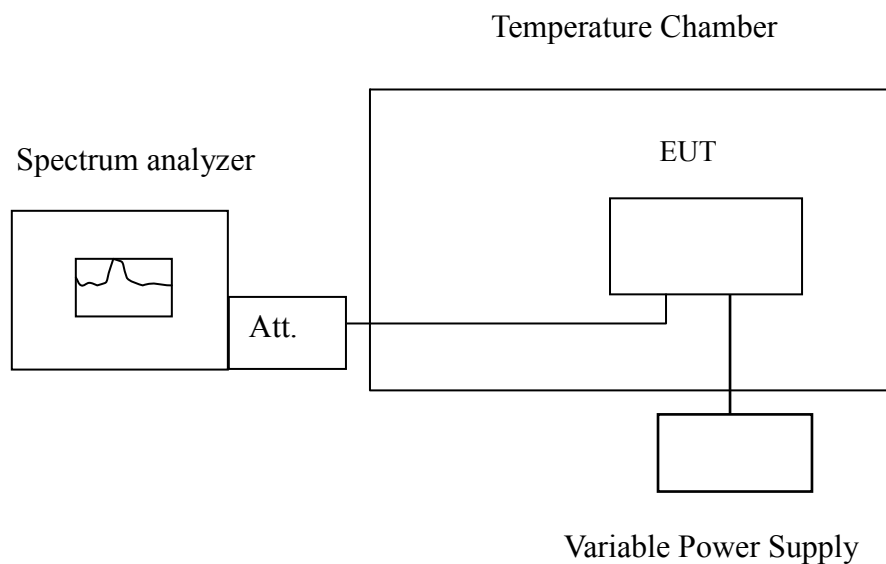 Temperature Chamber
Spectrum analyzer
EUT
Att.
Variable Power Supply